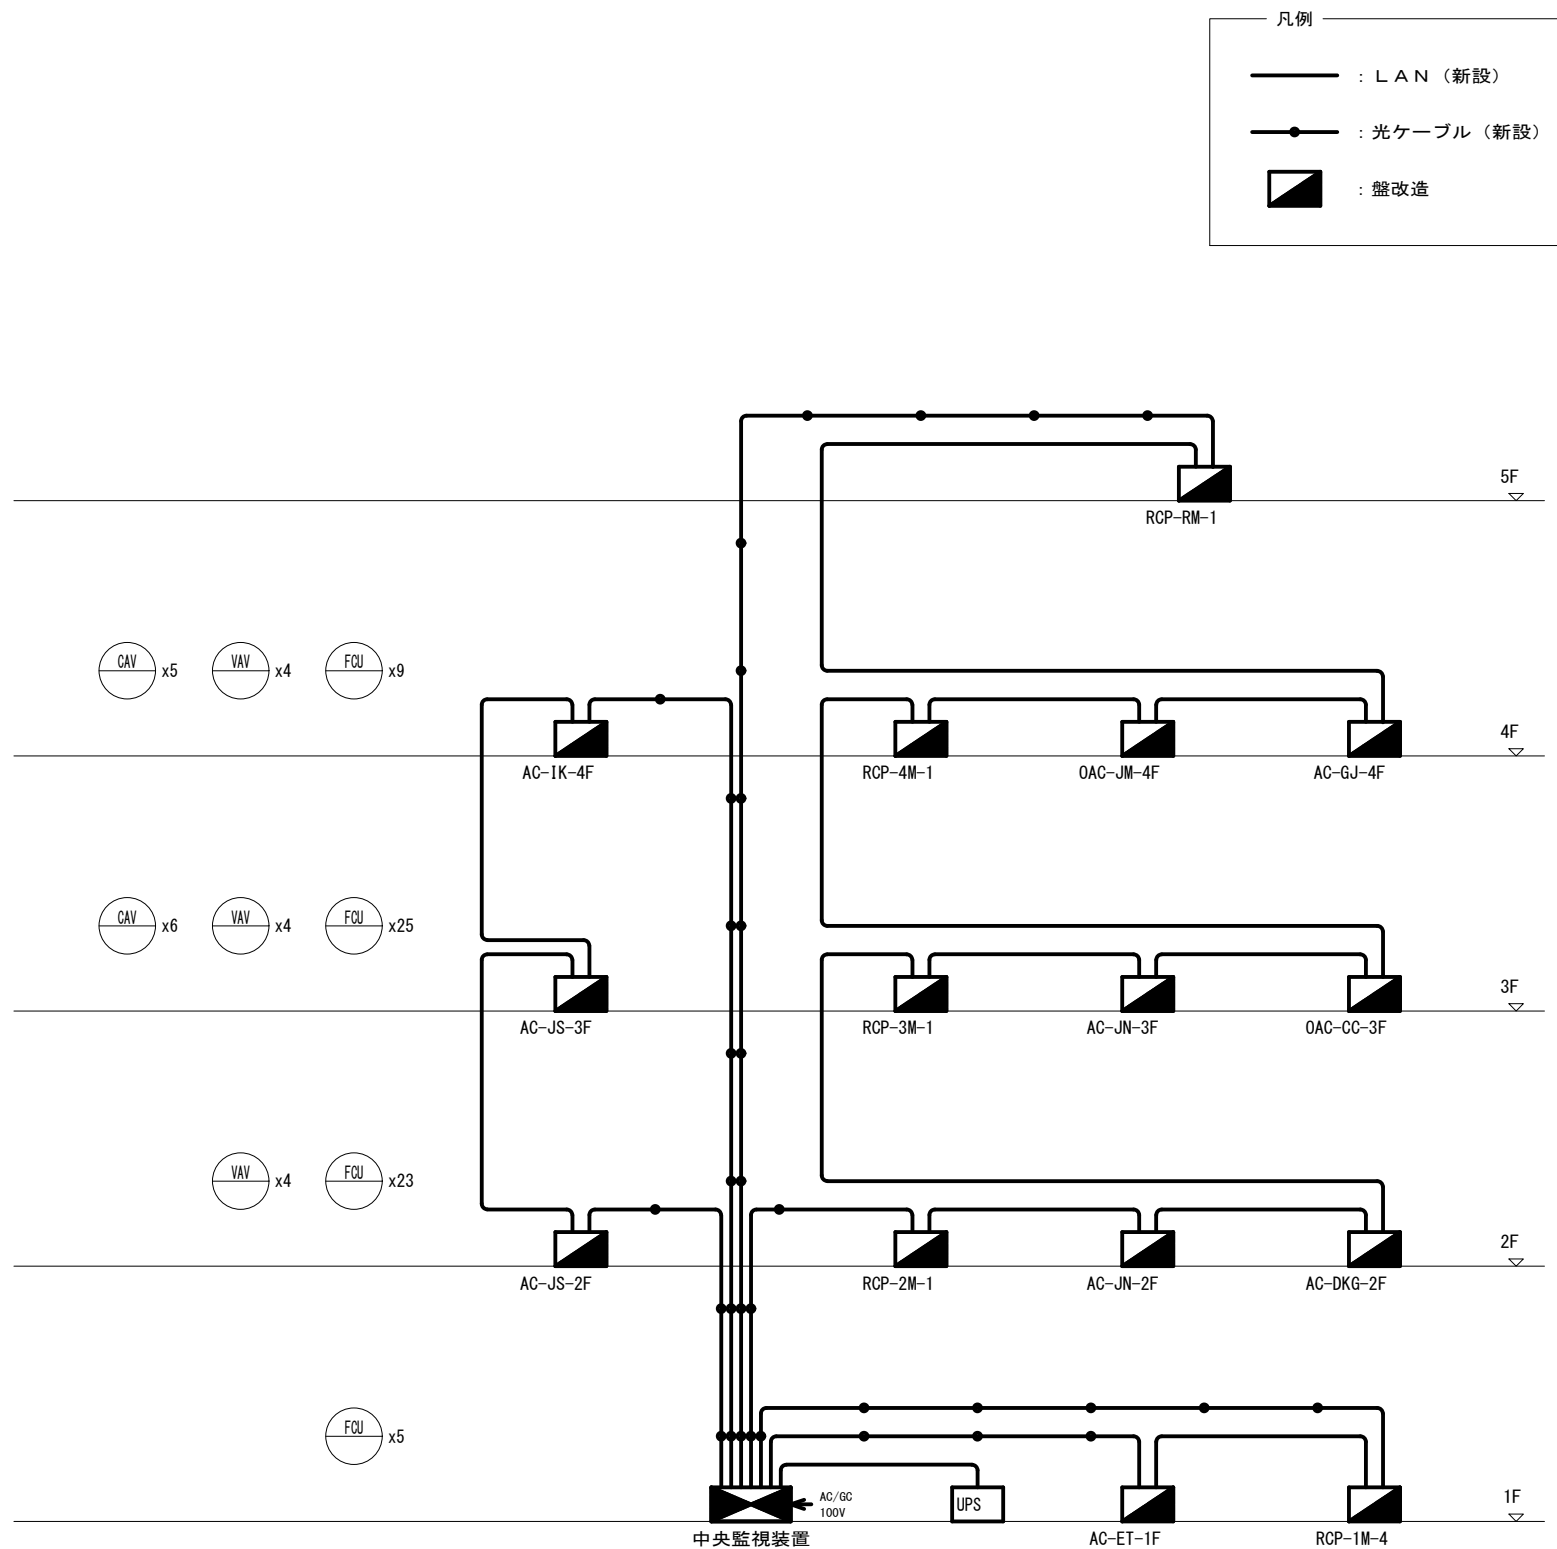 凡例
：ＬＡＮ（新設）
：光ケーブル（新設）
：盤改造
5F
RCP-RM-1
CAV x5 VAV x4 FCU x9
4F
AC-IK-4F RCP-4M-1 OAC-JM-4F AC-GJ-4F
CAV x6 VAV x4 FCU x25
3F
AC-JS-3F RCP-3M-1 AC-JN-3F OAC-CC-3F
VAV x4 FCU x23
2F
AC-JS-2F RCP-2M-1 AC-JN-2F AC-DKG-2F
FCU x5
AC/GC
100V
UPS
1F
中央監視装置 AC-ET-1F RCP-1M-4